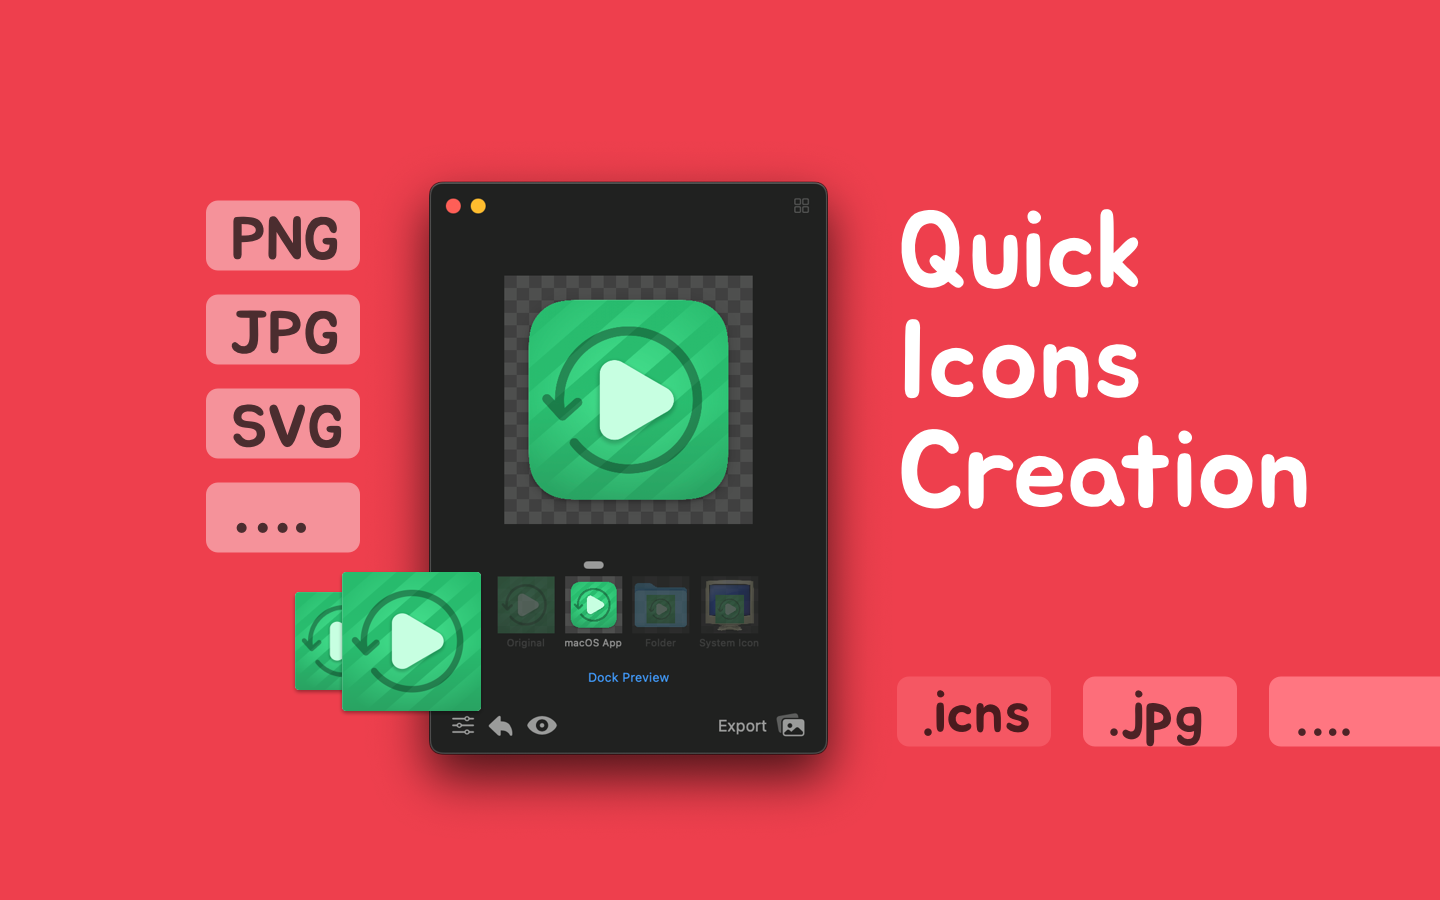 PNG
JPG
SVG
....
Original
macOS App
Folder
System Icon
Dock Preview
Export
Quick
Icons
Creation
.icns
.jpg
....